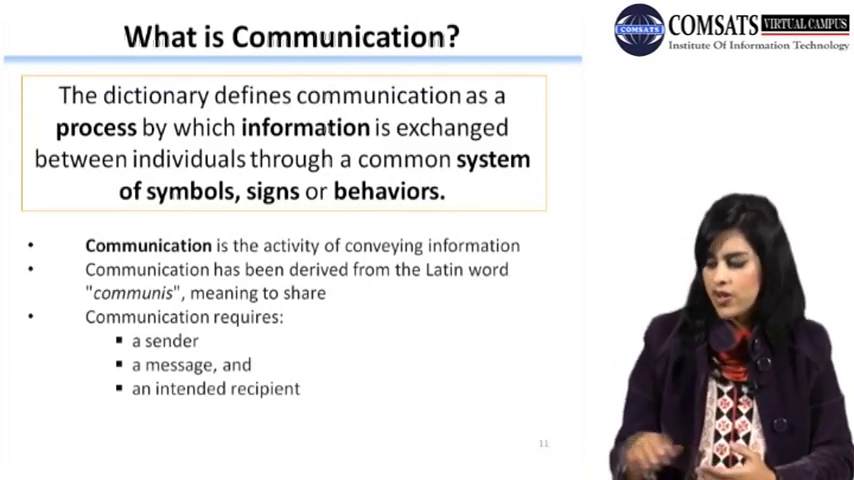 What is Communication?
COMSATS VIRTUAL CAMPUS
COMSATS
Institute Of Information Technology
The dictionary defines communication as a
process by which information is exchanged
between individuals through a common system
of symbols, signs or behaviors.
• Communication is the activity of conveying information
• Communication has been derived from the Latin word
"communis", meaning to share
• Communication requires:
▪ a sender
▪ a message, and
▪ an intended recipient
11